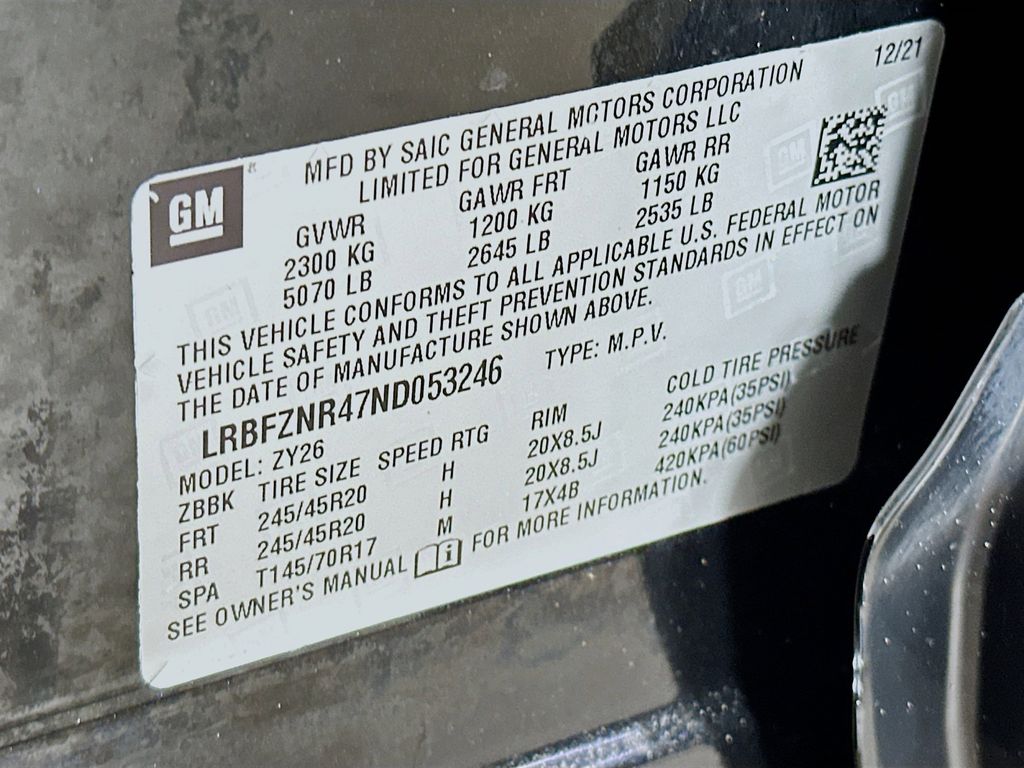 12/21
GM
MFD BY SAIC GENERAL MOTORS CORPORATION
LIMITED FOR GENERAL MOTORS LLC
GVWR GAWR FRT GAWR RR
2300 KG 1200 KG 1150 KG
5070 LB 2645 LB 2535 LB
THIS VEHICLE CONFORMS TO ALL APPLICABLE U.S. FEDERAL MOTOR
VEHICLE SAFETY AND THEFT PREVENTION STANDARDS IN EFFECT ON
THE DATE OF MANUFACTURE SHOWN ABOVE.
LRBFZNR47ND053246 TYPE: M.P.V.
MODEL: ZY26
ZBBK TIRE SIZE SPEED RTG RIM COLD TIRE PRESSURE
FRT 245/45R20 H 20X8.5J 240KPA(35PSI)
RR 245/45R20 H 20X8.5J 240KPA(35PSI)
SPA T145/70R17 M 17X4B 420KPA(60PSI)
SEE OWNER'S MANUAL FOR MORE INFORMATION.